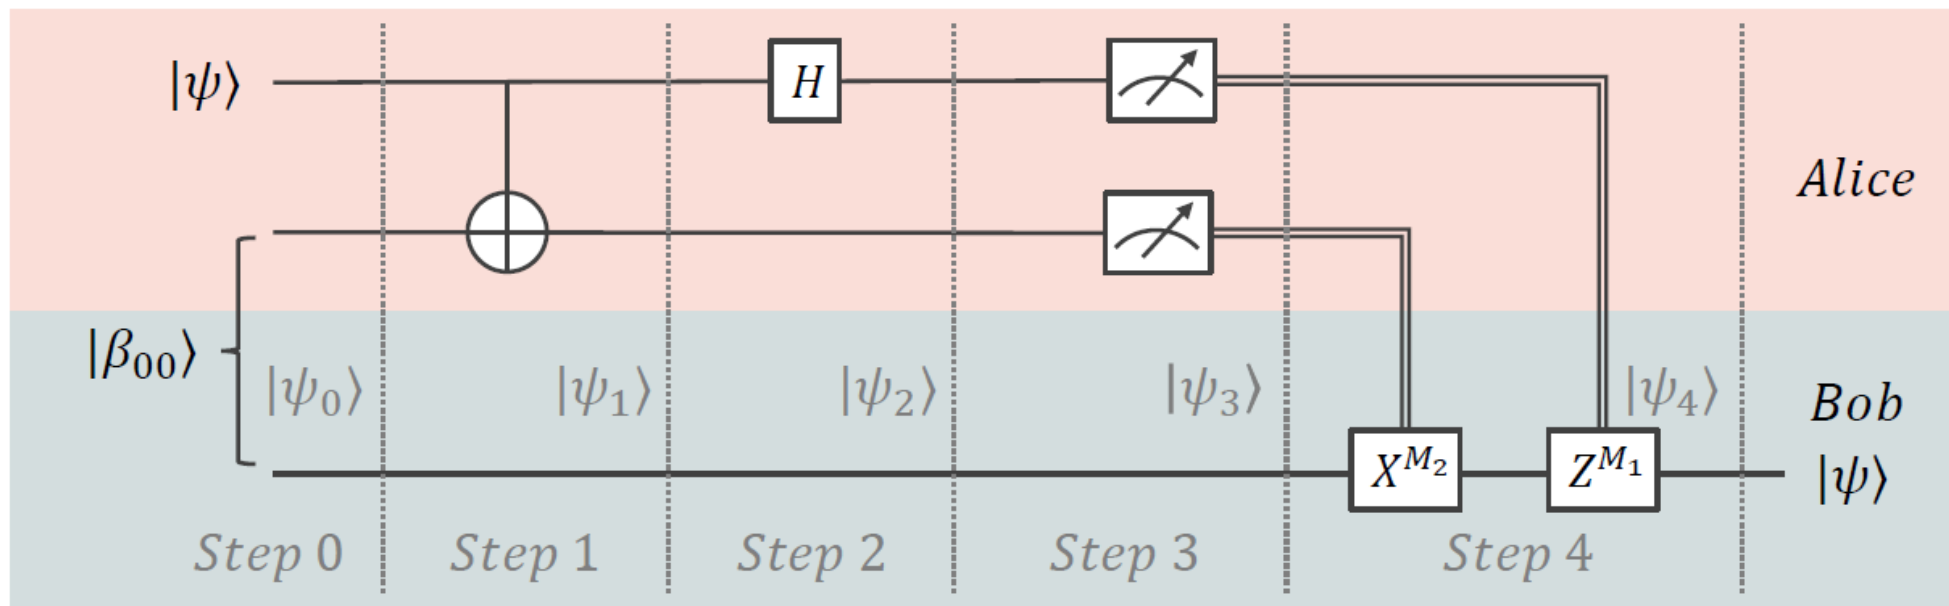 |ψ⟩
H
Alice
|β₀₀⟩
|ψ₀⟩
|ψ₁⟩
|ψ₂⟩
|ψ₃⟩
|ψ₄⟩
Bob
X^{M₂}
Z^{M₁}
|ψ⟩
Step 0
Step 1
Step 2
Step 3
Step 4